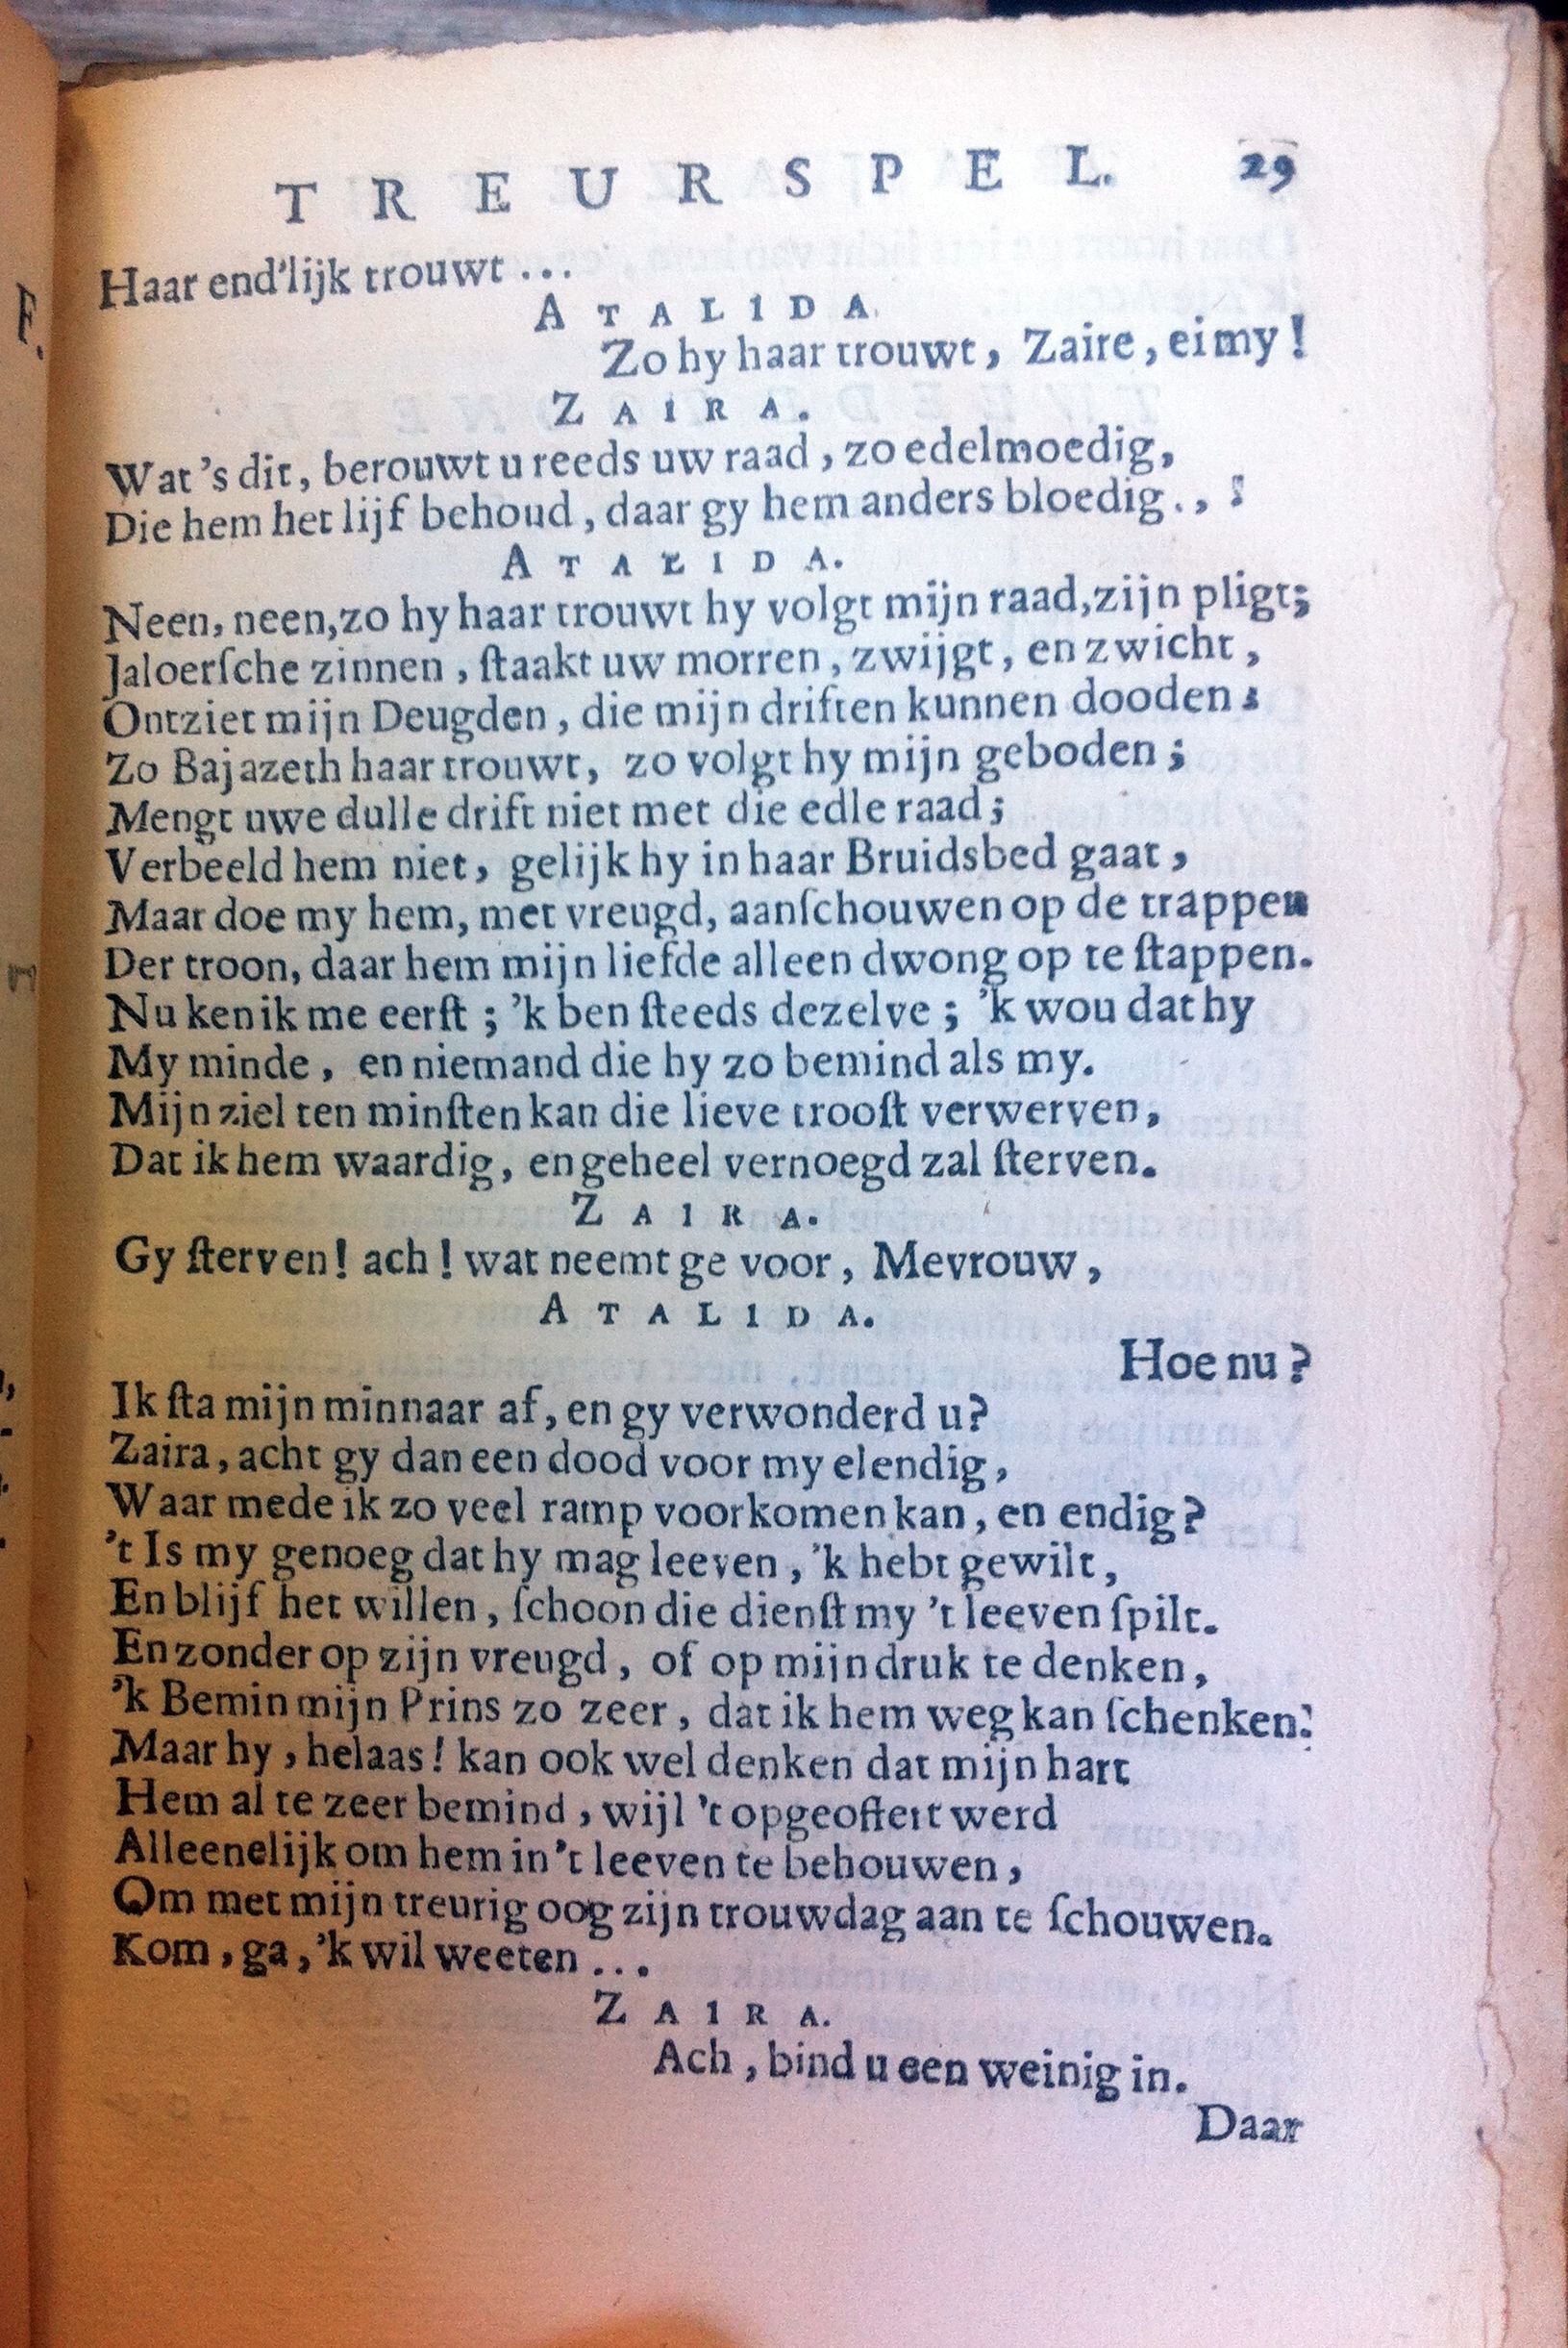 TREURSPEL. 29
Haar end'lijk trouwt ...
ATALIDA.
Zo hy haar trouwt, Zaire, ei my!
ZAIRA.
Wat 's dit, berouwt u reeds uw raad, zo edelmoedig,
Die hem het lijf behoud, daar gy hem anders bloedig . , :
ATALIDA.
Neen, neen, zo hy haar trouwt hy volgt mijn raad, zijn pligt;
Jaloerſche zinnen, ſtaakt uw morren, zwijgt, en zwicht,
Ontziet mijn Deugden, die mijn driften kunnen dooden:
Zo Bajazeth haar trouwt, zo volgt hy mijn geboden;
Mengt uwe dulle drift niet met die edle raad;
Verbeeld hem niet, gelijk hy in haar Bruidsbed gaat,
Maar doe my hem, met vreugd, aanſchouwen op de trappen
Der troon, daar hem mijn liefde alleen dwong op te ſtappen.
Nu ken ik me eerſt; 'k ben ſteeds dezelve; 'k wou dat hy
My minde, en niemand die hy zo bemind als my.
Mijn ziel ten minſten kan die lieve trooſt verwerven,
Dat ik hem waardig, en geheel vernoegd zal ſterven.
ZAIRA.
Gy ſterven! ach! wat neemt ge voor, Mevrouw,
ATALIDA.
Hoe nu?
Ik ſta mijn minnaar af, en gy verwonderd u?
Zaira, acht gy dan een dood voor my elendig,
Waar mede ik zo veel ramp voorkomen kan, en endig?
't Is my genoeg dat hy mag leeven, 'k hebt gewilt,
En blijf het willen, ſchoon die dienſt my 't leeven ſpilt.
En zonder op zijn vreugd, of op mijn druk te denken,
'k Bemin mijn Prins zo zeer, dat ik hem weg kan ſchenken:
Maar hy, helaas! kan ook wel denken dat mijn hart
Hem al te zeer bemind, wijl 't opgeoffert werd
Alleenelijk om hem in 't leeven te behouwen,
Om met mijn treurig oog zijn trouwdag aan te ſchouwen.
Kom, ga, 'k wil weeten ...
ZAIRA.
Ach, bind u een weinig in.
Daar